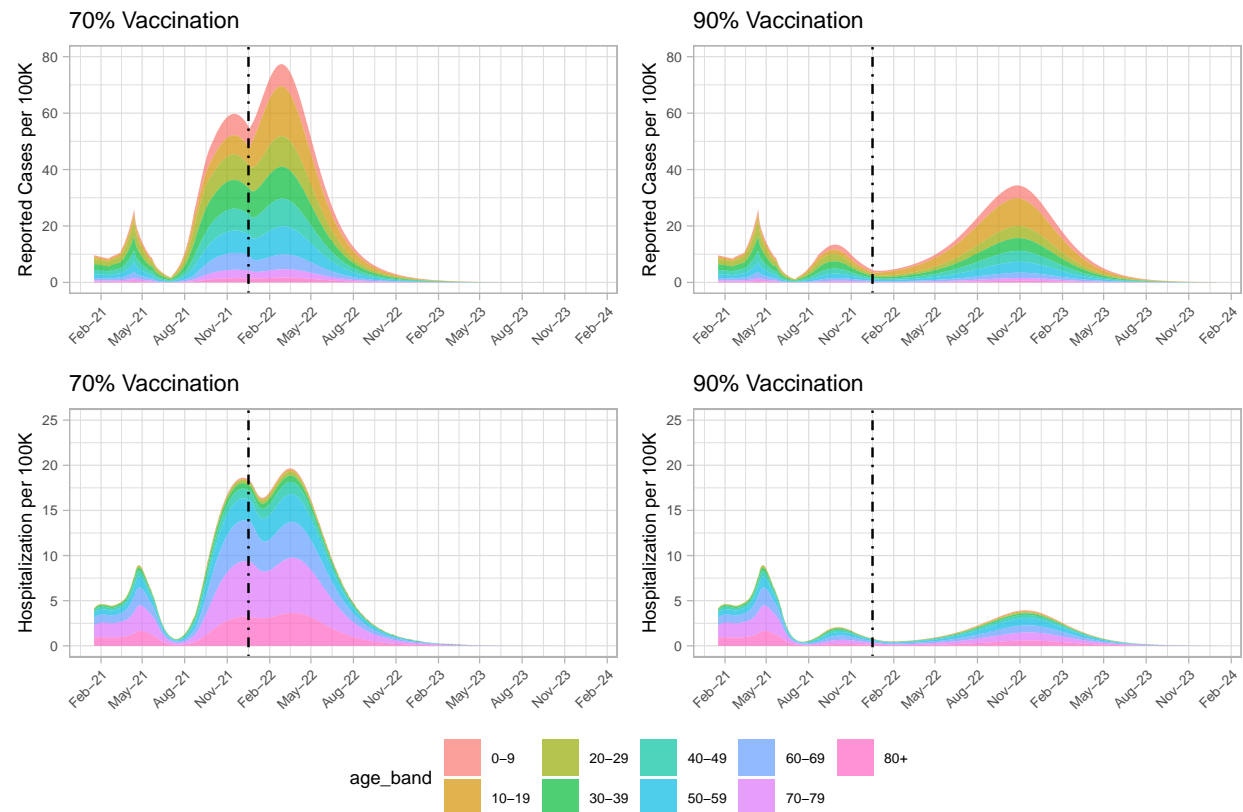 70% Vaccination
Reported Cases per 100K
80
60
40
20
0
Feb−21 May−21 Aug−21 Nov−21 Feb−22 May−22 Aug−22 Nov−22 Feb−23 May−23 Aug−23 Nov−23 Feb−24
90% Vaccination
Reported Cases per 100K
80
60
40
20
0
Feb−21 May−21 Aug−21 Nov−21 Feb−22 May−22 Aug−22 Nov−22 Feb−23 May−23 Aug−23 Nov−23 Feb−24
70% Vaccination
Hospitalization per 100K
25
20
15
10
5
0
Feb−21 May−21 Aug−21 Nov−21 Feb−22 May−22 Aug−22 Nov−22 Feb−23 May−23 Aug−23 Nov−23 Feb−24
90% Vaccination
Hospitalization per 100K
25
20
15
10
5
0
Feb−21 May−21 Aug−21 Nov−21 Feb−22 May−22 Aug−22 Nov−22 Feb−23 May−23 Aug−23 Nov−23 Feb−24
age_band
0−9 20−29 40−49 60−69 80+
10−19 30−39 50−59 70−79